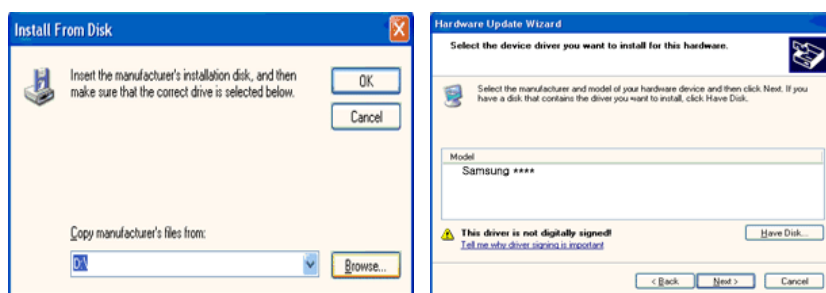 Install From Disk
Insert the manufacturer's installation disk, and then
make sure that the correct drive is selected below.
OK
Cancel
Copy manufacturer's files from:
D:\
Browse...
Hardware Update Wizard
Select the device driver you want to install for this hardware.
Select the manufacturer and model of your hardware device and then click Next. If you
have a disk that contains the driver you want to install, click Have Disk.
Model
Samsung ****
This driver is not digitally signed!
Tell me why driver signing is important
Have Disk...
< Back
Next >
Cancel